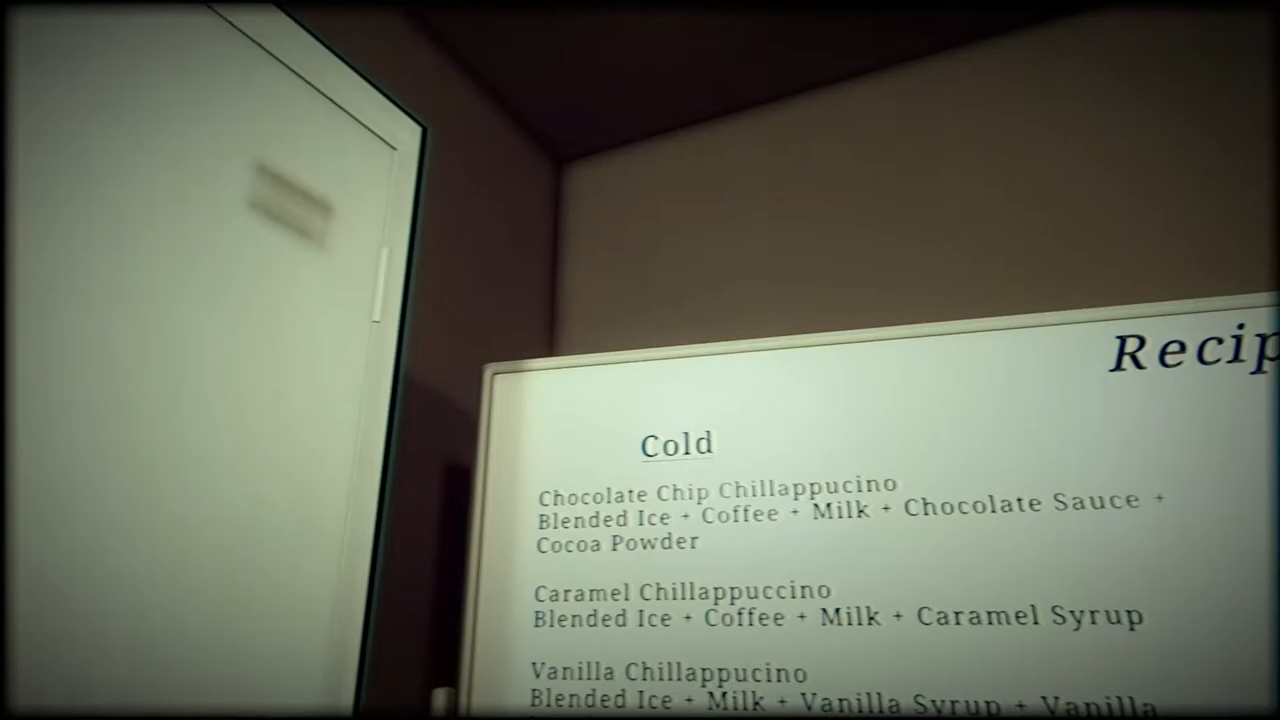 Recip
Cold
Chocolate Chip Chillappucino
Blended Ice + Coffee + Milk + Chocolate Sauce +
Cocoa Powder
Caramel Chillappuccino
Blended Ice + Coffee + Milk + Caramel Syrup
Vanilla Chillappucino
Blended Ice + Milk + Vanilla Syrup + Vanilla